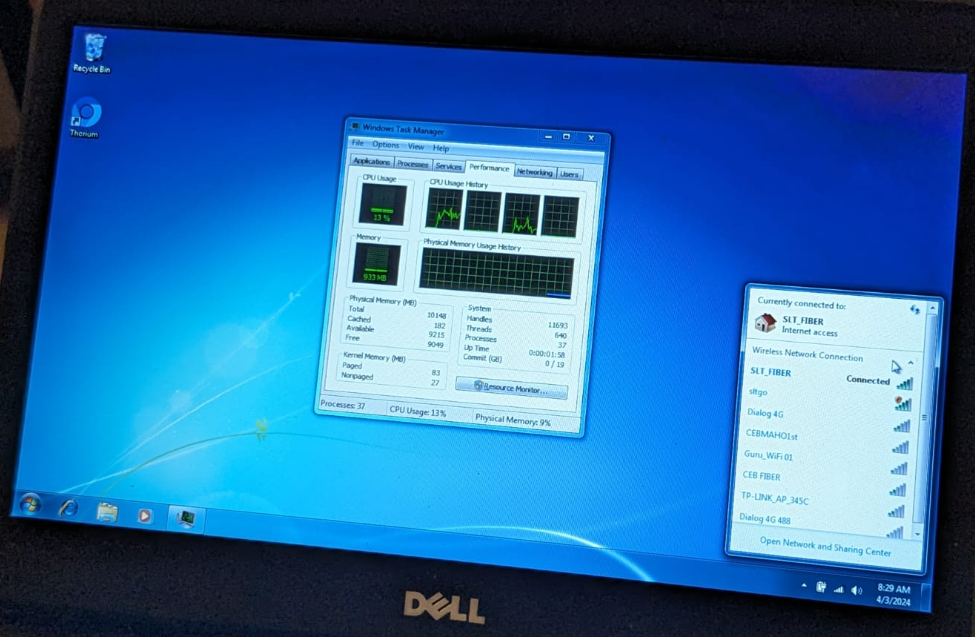 Recycle Bin
Thorium
Windows Task Manager
File Options View Help
Applications Processes Services Performance Networking Users
CPU Usage
13 %
CPU Usage History
Memory
933 MB
Physical Memory Usage History
Physical Memory (MB)
Total 10148
Cached 182
Available 9215
Free 9049
Kernel Memory (MB)
Paged 83
Nonpaged 27
System
Handles 11693
Threads 640
Processes 37
Up Time 0:00:01:58
Commit (GB) 0 / 19
Resource Monitor...
Processes: 37 CPU Usage: 13% Physical Memory: 9%
Currently connected to:
SLT_FIBER
Internet access
Wireless Network Connection
SLT_FIBER Connected
sltgo
Dialog 4G
CEBMAHO1st
Guru_WiFi 01
CEB FIBER
TP-LINK_AP_345C
Dialog 4G 488
Open Network and Sharing Center
8:29 AM
4/3/2024
DELL